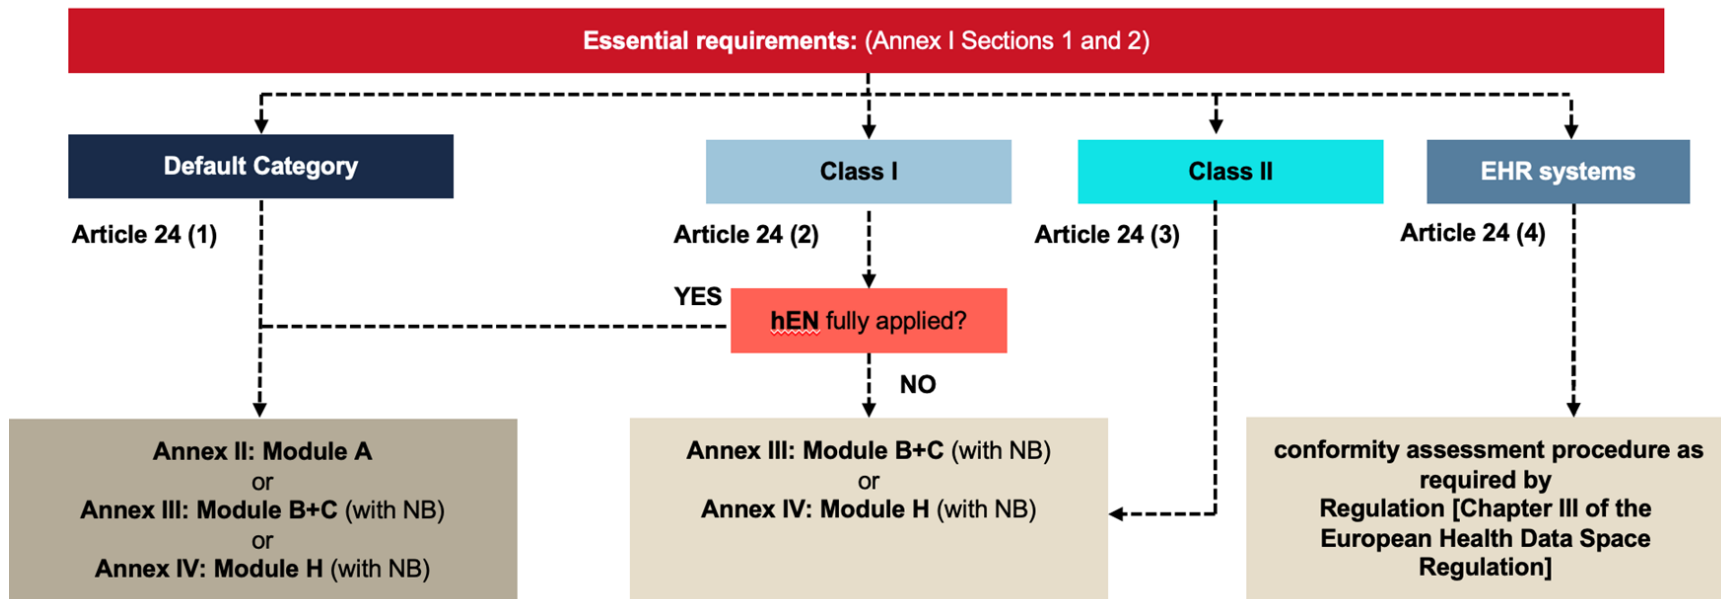 Essential requirements: (Annex I Sections 1 and 2)
Default Category
Class I
Class II
EHR systems
Article 24 (1)
Article 24 (2)
Article 24 (3)
Article 24 (4)
YES
hEN fully applied?
NO
Annex II: Module A
or
Annex III: Module B+C (with NB)
or
Annex IV: Module H (with NB)
Annex III: Module B+C (with NB)
or
Annex IV: Module H (with NB)
conformity assessment procedure as
required by
Regulation [Chapter III of the
European Health Data Space
Regulation]